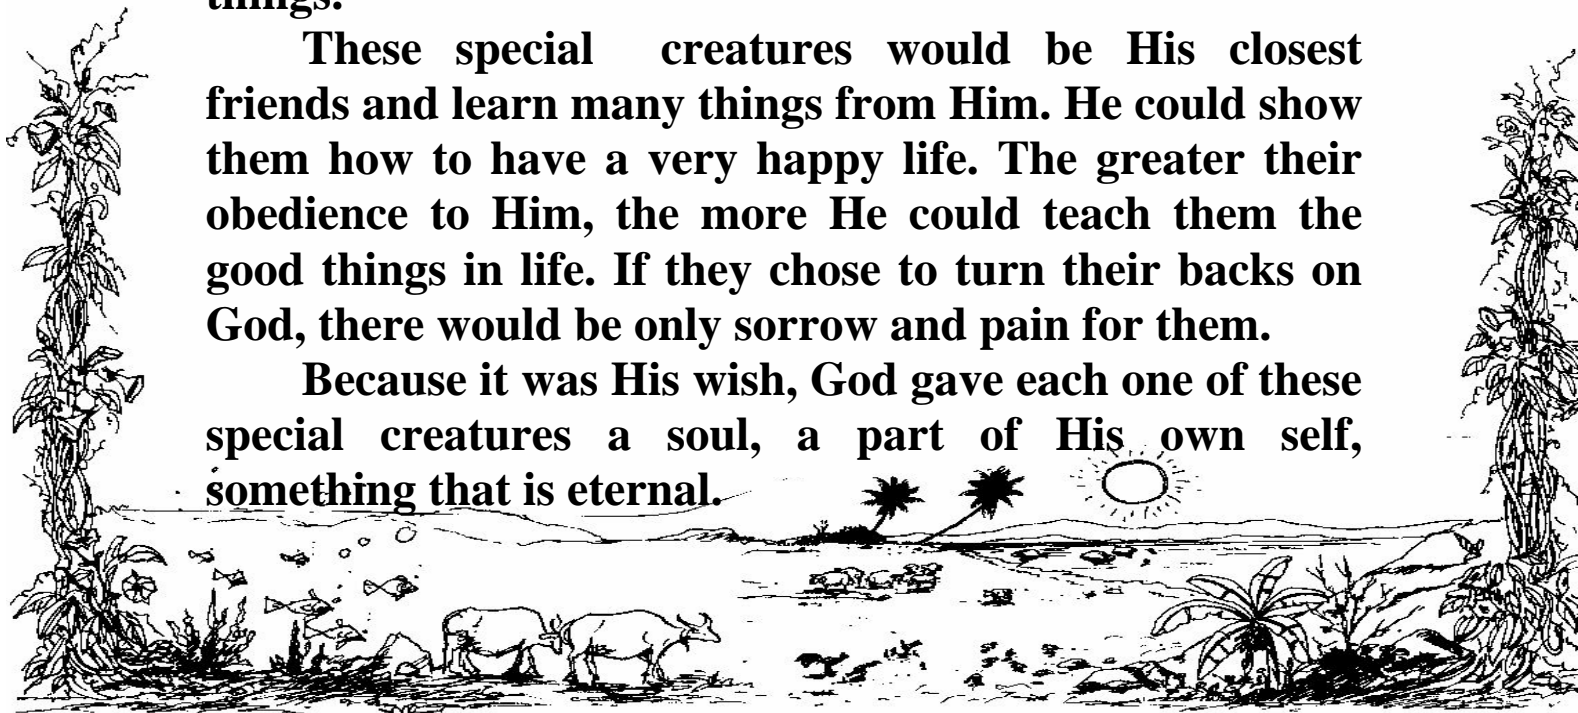 things.
These special creatures would be His closest
friends and learn many things from Him. He could show
them how to have a very happy life. The greater their
obedience to Him, the more He could teach them the
good things in life. If they chose to turn their backs on
God, there would be only sorrow and pain for them.
Because it was His wish, God gave each one of these
special creatures a soul, a part of His own self,
something that is eternal.